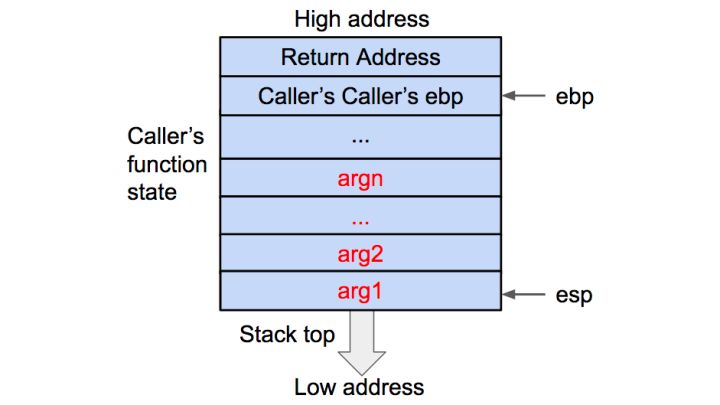 High address
Return Address
Caller's Caller's ebp
ebp
...
Caller's
function
state
argn
...
arg2
arg1
esp
Stack top
Low address